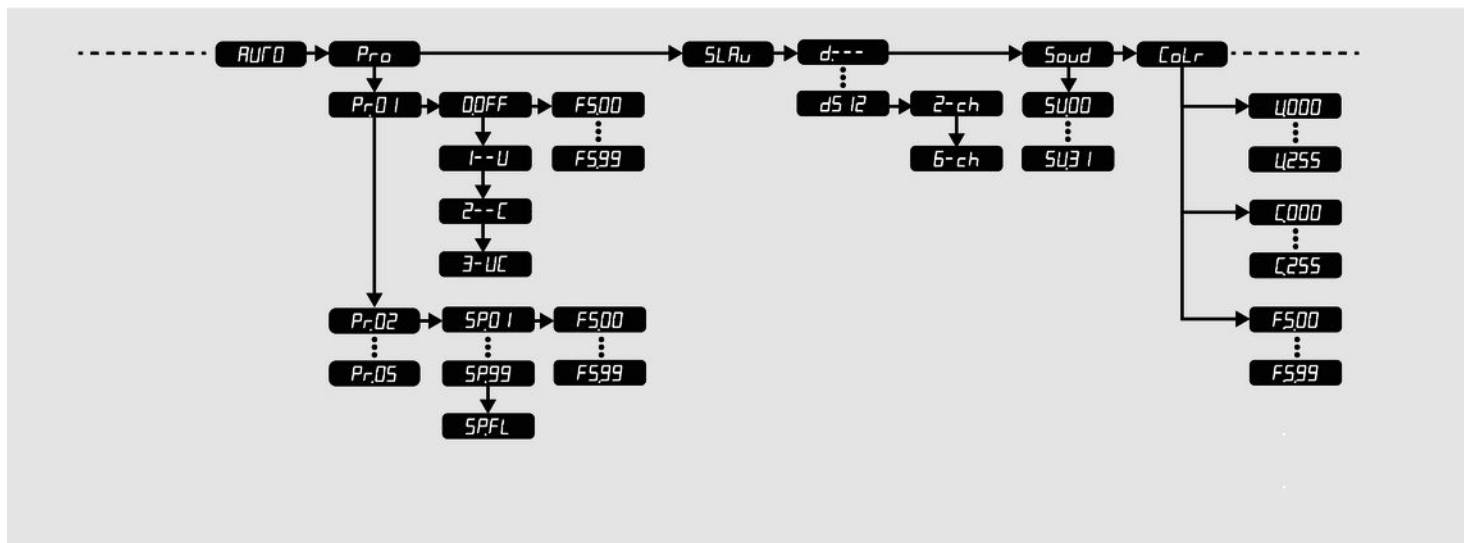 AUTO Pro SLAv d.--- Soud CoLr
Pr.01 0.OFF FS.00 dS12 2-ch SU.00 U.000
1--U FS.99 6-ch SU.31 U.255
2--C C.000
3-UC C.255
Pr.02 SP.01 FS.00 FS.00
Pr.05 SP.99 FS.99 FS.99
SP.FL